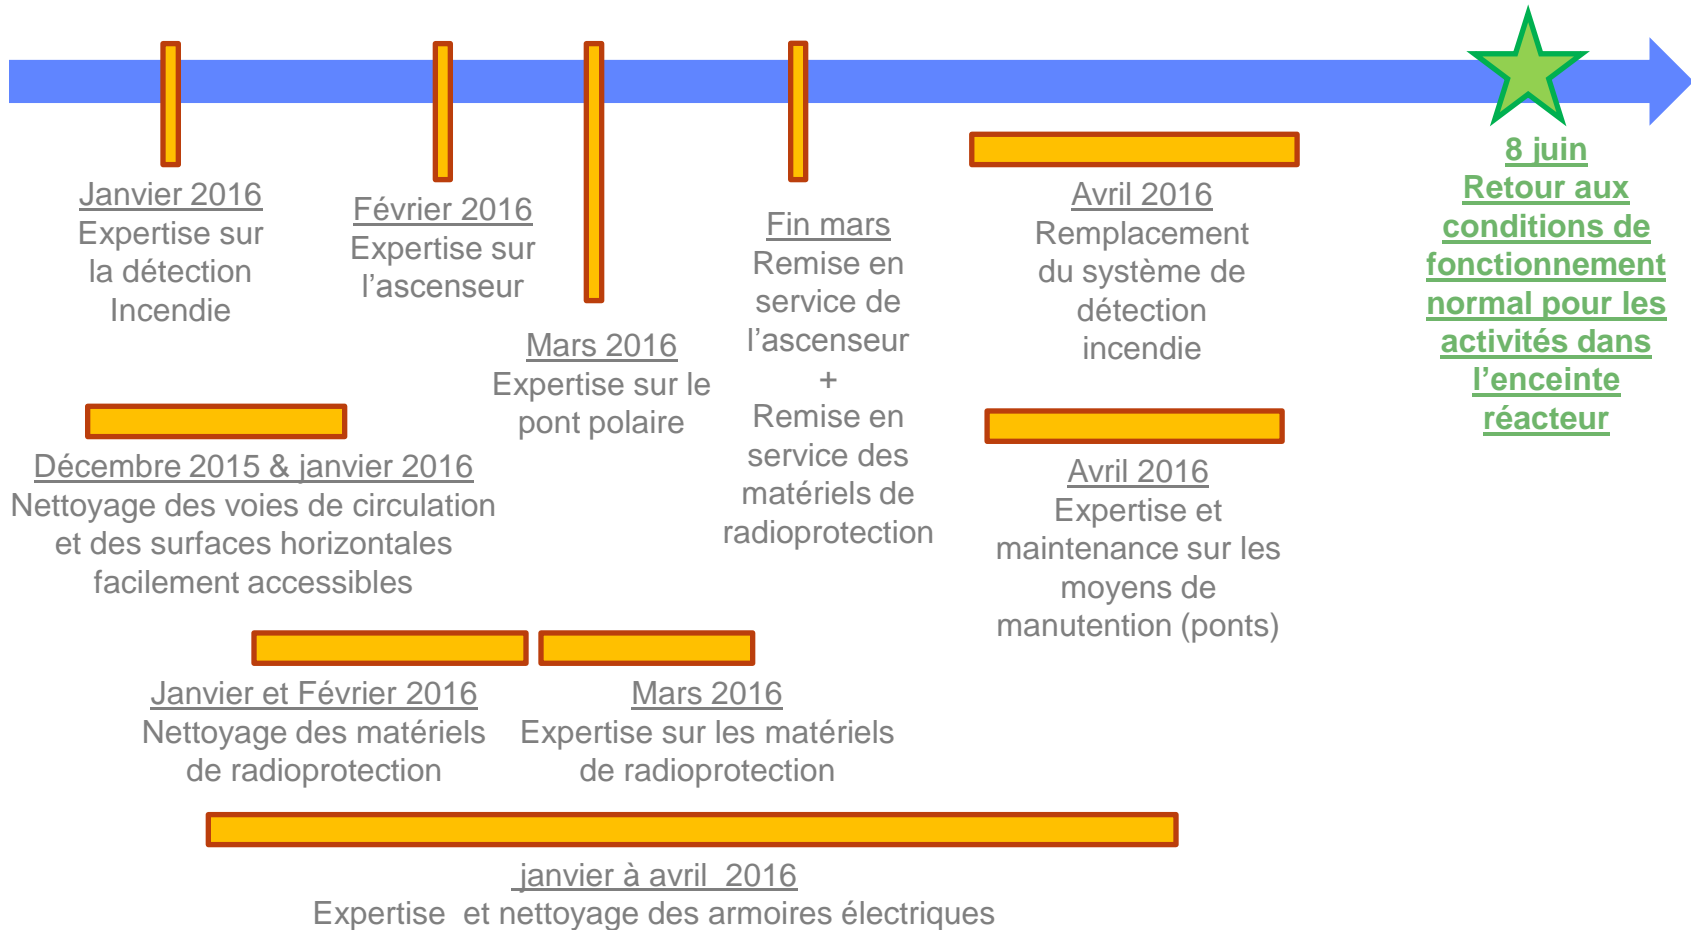 Janvier 2016
Expertise sur
la détection
Incendie
Février 2016
Expertise sur
l’ascenseur
Mars 2016
Expertise sur le
pont polaire
Fin mars
Remise en
service de
l’ascenseur
+
Remise en
service des
matériels de
radioprotection
Avril 2016
Remplacement
du système de
détection
incendie
8 juin
Retour aux
conditions de
fonctionnement
normal pour les
activités dans
l’enceinte
réacteur
Décembre 2015 & janvier 2016
Nettoyage des voies de circulation
et des surfaces horizontales
facilement accessibles
Avril 2016
Expertise et
maintenance sur les
moyens de
manutention (ponts)
Janvier et Février 2016
Nettoyage des matériels
de radioprotection
Mars 2016
Expertise sur les matériels
de radioprotection
janvier à avril  2016
Expertise  et nettoyage des armoires électriques